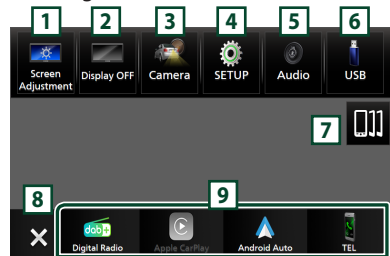 1 2 3 4 5 6
Screen Adjustment Display OFF Camera SETUP Audio USB
7
8 9
dab+
Digital Radio Apple CarPlay Android Auto TEL